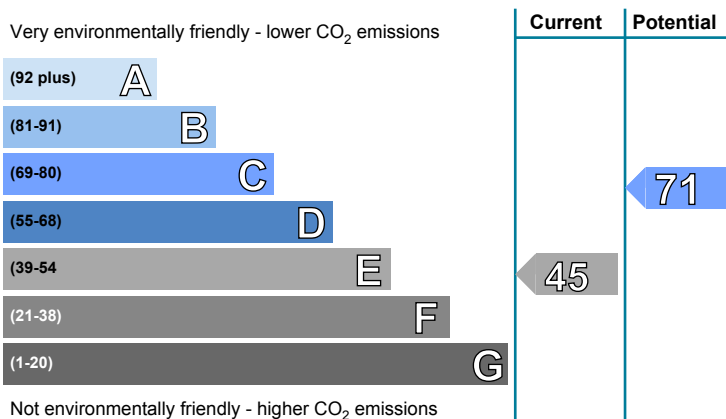 Current Potential
Very environmentally friendly - lower CO2 emissions
(92 plus) A
(81-91) B
(69-80) C
71
(55-68) D
(39-54 E
45
(21-38) F
(1-20) G
Not environmentally friendly - higher CO2 emissions